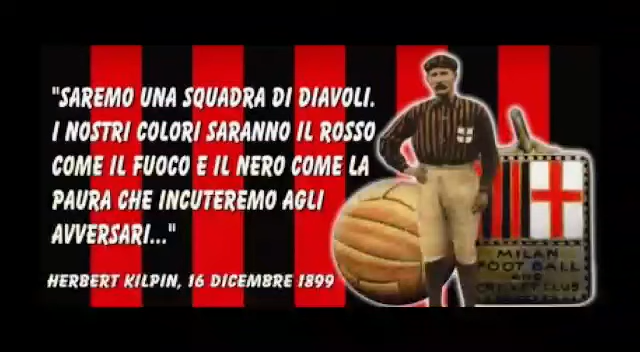 "SAREMO UNA SQUADRA DI DIAVOLI.
I NOSTRI COLORI SARANNO IL ROSSO
COME IL FUOCO E IL NERO COME LA
PAURA CHE INCUTEREMO AGLI
AVVERSARI..."
HERBERT KILPIN, 16 DICEMBRE 1899
MILAN
FOOT BALL
AND
CRICKET CLUB